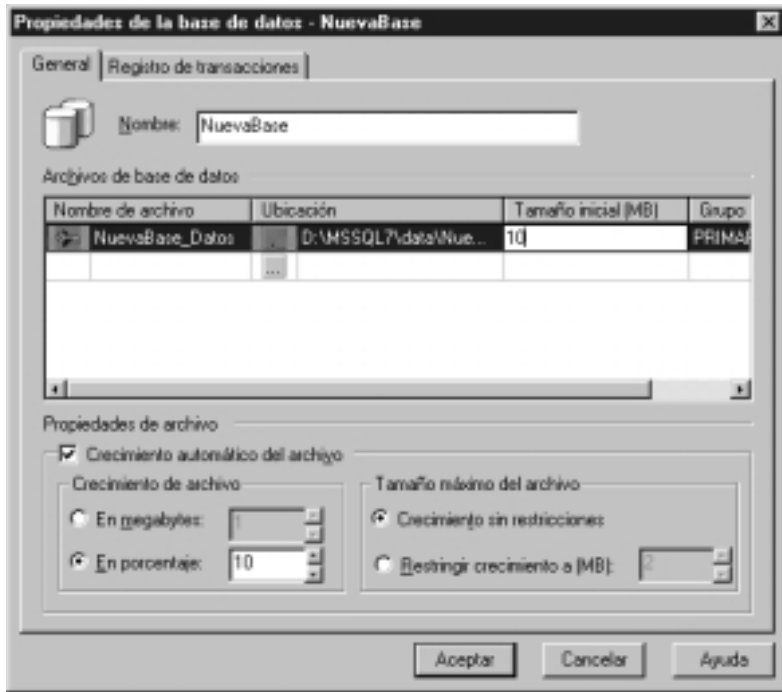 Propiedades de la base de datos - NuevaBase
General Registro de transacciones
Nombre: NuevaBase
Archivos de base de datos
Nombre de archivo Ubicación Tamaño inicial (MB) Grupo
NuevaBase_Datos D:\MSSQL7\data\Nue... 10 PRIMAR
...
Propiedades de archivo
Crecimiento automático del archivo
Crecimiento de archivo Tamaño máximo del archivo
En megabytes: 1 Crecimiento sin restricciones
En porcentaje: 10 Restringir crecimiento a (MB): 2
Aceptar Cancelar Ayuda